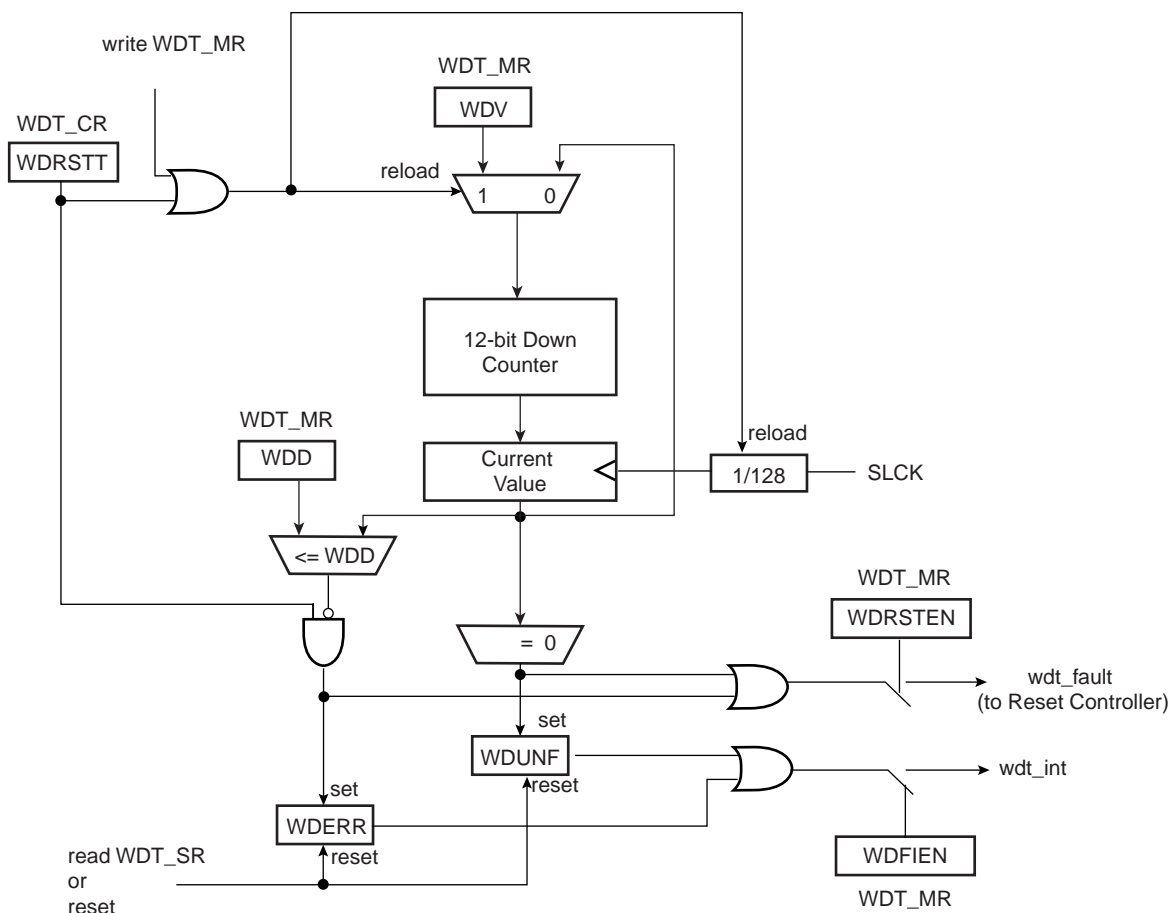 write WDT_MR
WDT_MR
WDV
WDT_CR
WDRSTT
reload
1 0
12-bit Down
Counter
WDT_MR
WDD
reload
Current
Value
1/128
SLCK
<= WDD
WDT_MR
WDRSTEN
= 0
wdt_fault
(to Reset Controller)
set
WDUNF
reset
wdt_int
set
WDERR
reset
WDFIEN
WDT_MR
read WDT_SR
or
reset